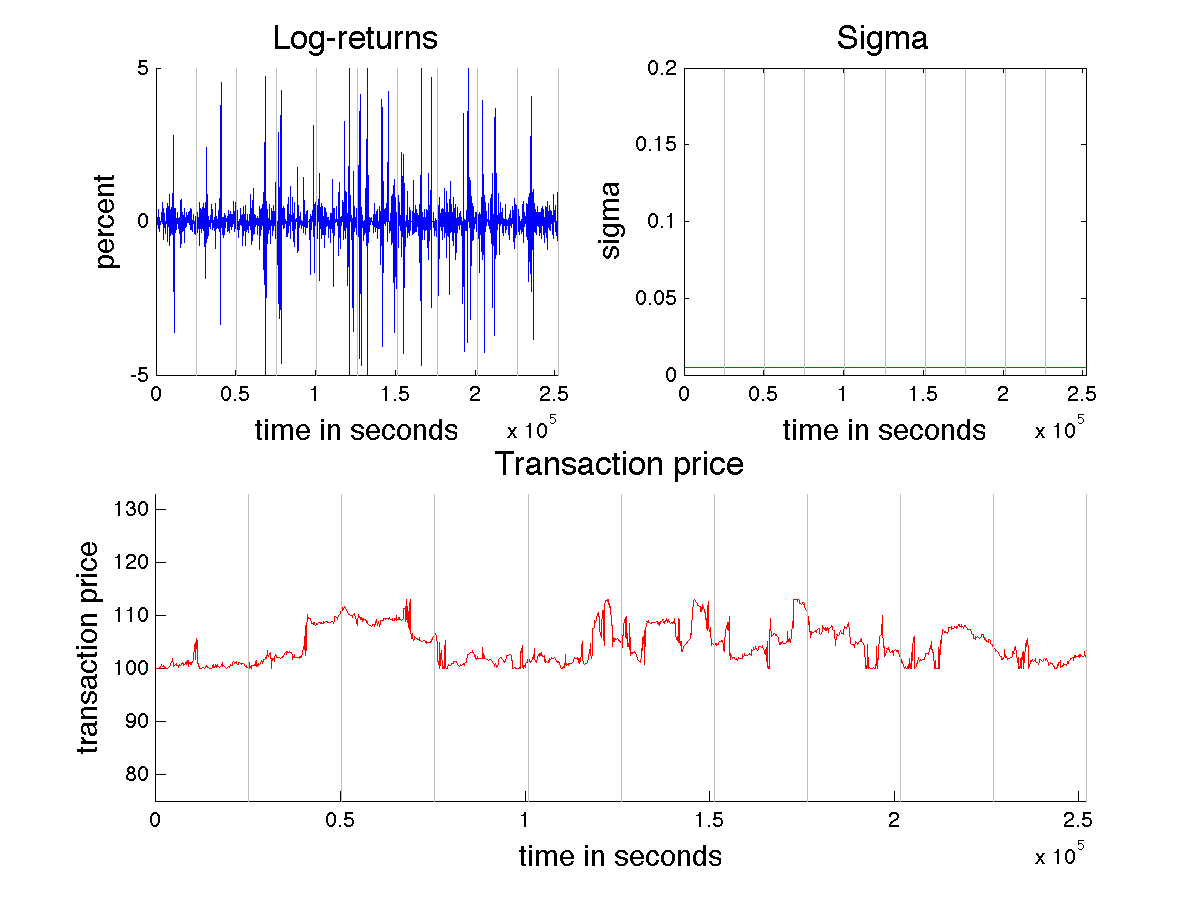 Log-returns
5
0
-5
percent
0 0.5 1 1.5 2 2.5
x 10^5
time in seconds
Sigma
0.2
0.15
0.1
0.05
0
sigma
0 0.5 1 1.5 2 2.5
x 10^5
time in seconds
Transaction price
130
120
110
100
90
80
transaction price
0 0.5 1 1.5 2 2.5
x 10^5
time in seconds